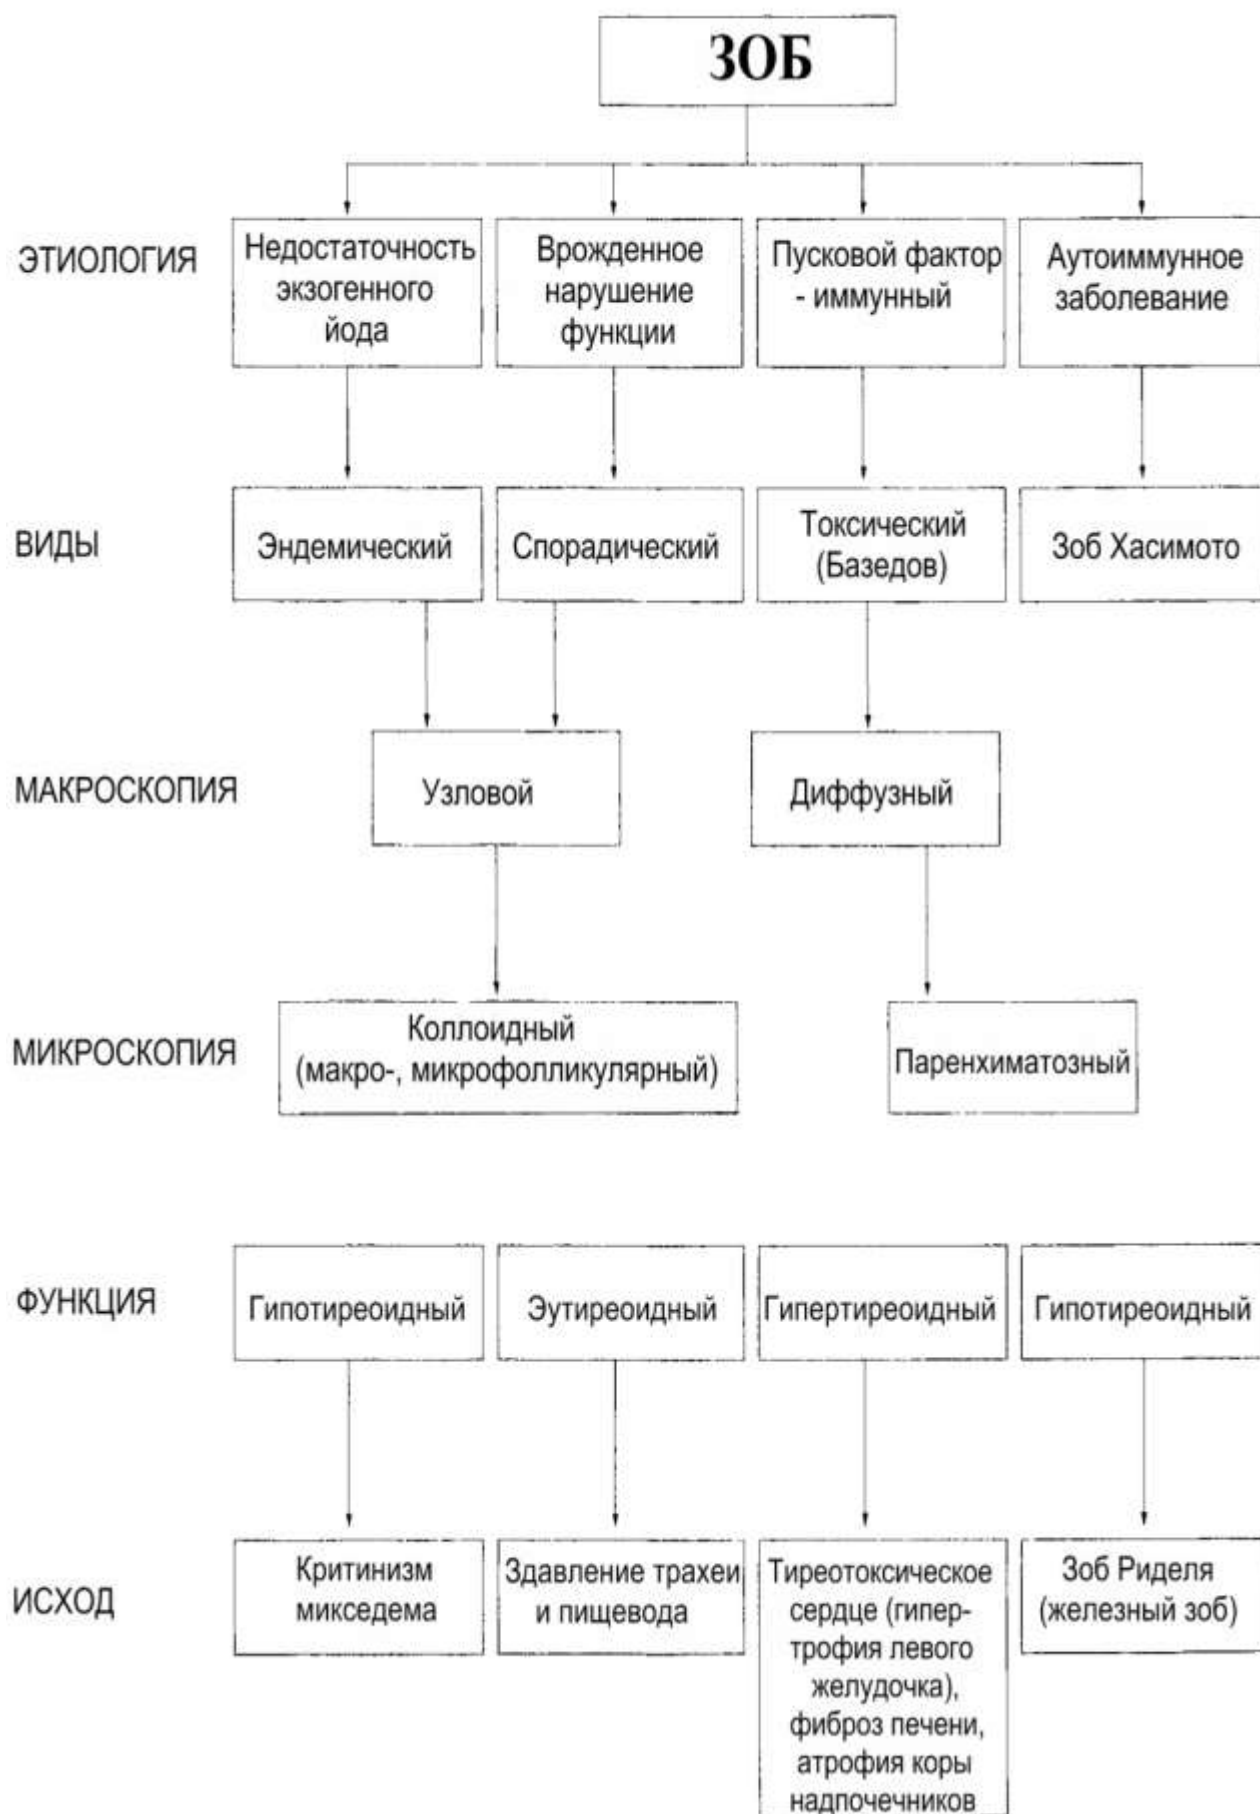 ЗОБ
ЭТИОЛОГИЯ
Недостаточность
экзогенного
йода
Врожденное
нарушение
функции
Пусковой фактор
- иммунный
Аутоиммунное
заболевание
ВИДЫ
Эндемический
Спорадический
Токсический
(Базедов)
Зоб Хасимото
МАКРОСКОПИЯ
Узловой
Диффузный
МИКРОСКОПИЯ
Коллоидный
(макро-, микрофолликулярный)
Паренхиматозный
ФУНКЦИЯ
Гипотиреоидный
Эутиреоидный
Гипертиреоидный
Гипотиреоидный
ИСХОД
Критинизм
микседема
Здавление трахеи
и пищевода
Тиреотоксическое
сердце (гипер-
трофия левого
желудочка),
фиброз печени,
атрофия коры
надпочечников
Зоб Риделя
(железный зоб)